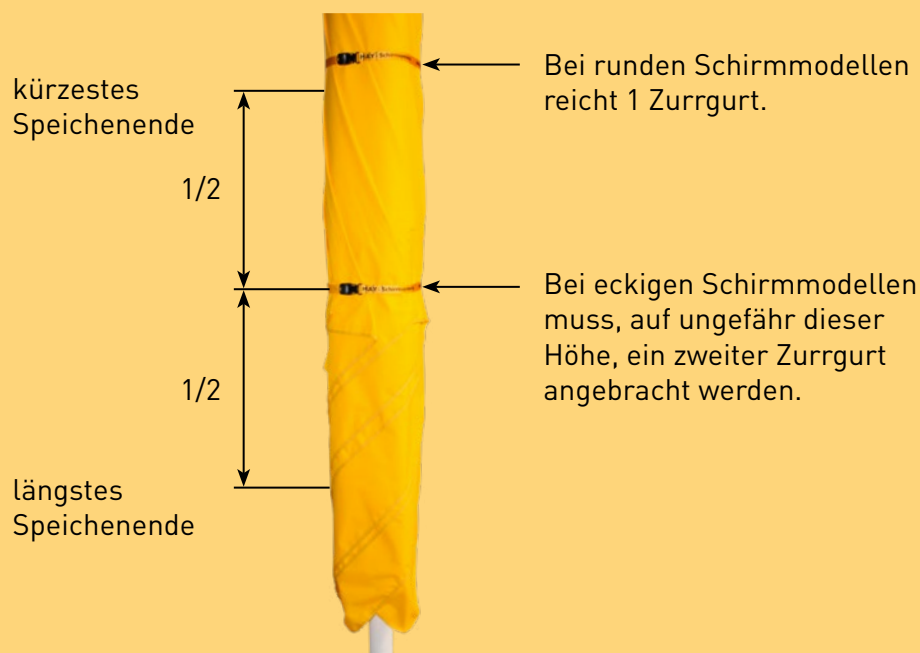 kürzestes
Speichenende
1/2
1/2
längstes
Speichenende
Bei runden Schirmmodellen
reicht 1 Zurrgurt.
Bei eckigen Schirmmodellen
muss, auf ungefähr dieser
Höhe, ein zweiter Zurrgurt
angebracht werden.